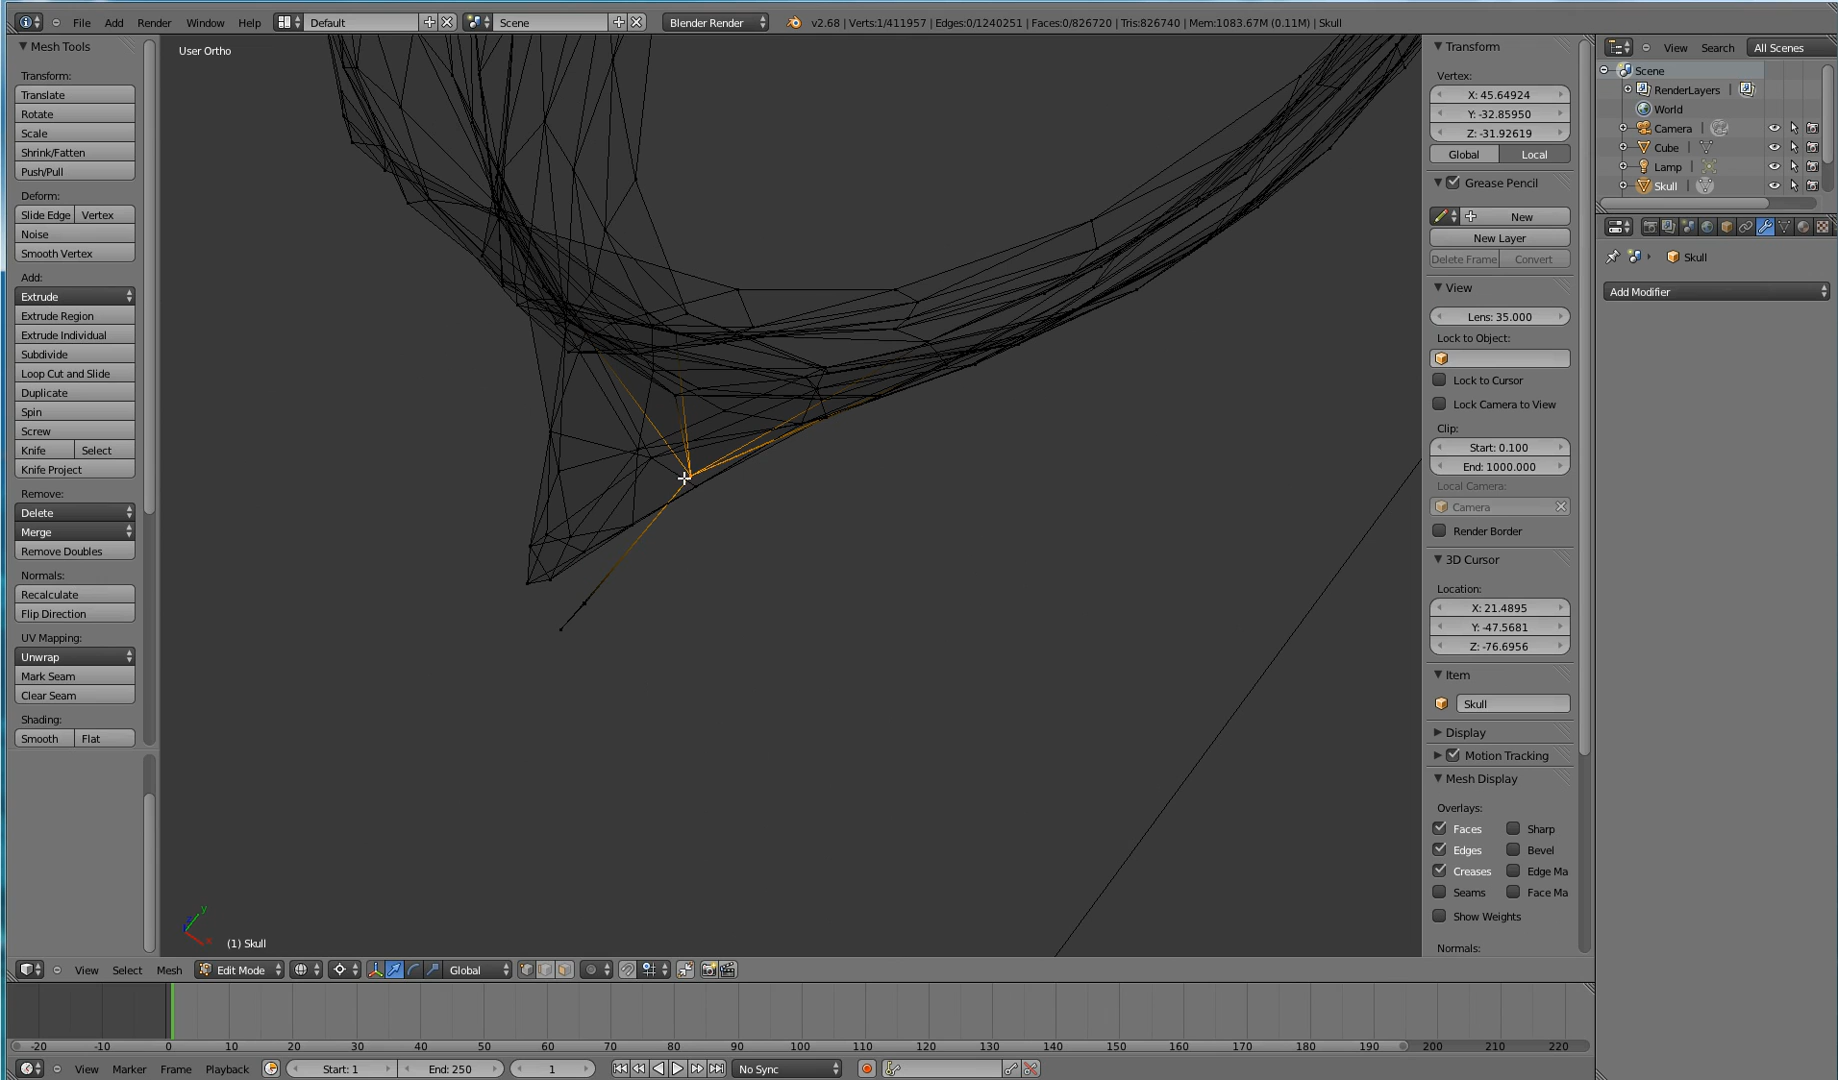 File Add Render Window Help Default Scene Blender Render v2.68 | Verts:1/411957 | Edges:0/1240251 | Faces:0/826720 | Tris:826740 | Mem:1083.67M (0.11M) | Skull
Mesh Tools
Transform:
Translate
Rotate
Scale
Shrink/Fatten
Push/Pull
Deform:
Slide Edge Vertex
Noise
Smooth Vertex
Add:
Extrude
Extrude Region
Extrude Individual
Subdivide
Loop Cut and Slide
Duplicate
Spin
Screw
Knife Select
Knife Project
Remove:
Delete
Merge
Remove Doubles
Normals:
Recalculate
Flip Direction
UV Mapping:
Unwrap
Mark Seam
Clear Seam
Shading:
Smooth Flat
User Ortho
y
x
(1) Skull
Transform
Vertex:
X: 45.64924
Y: -32.85950
Z: -31.92619
Global Local
Grease Pencil
New
New Layer
Delete Frame Convert
View
Lens: 35.000
Lock to Object:
Lock to Cursor
Lock Camera to View
Clip:
Start: 0.100
End: 1000.000
Local Camera:
Camera
Render Border
3D Cursor
Location:
X: 21.4895
Y: -47.5681
Z: -76.6956
Item
Skull
Display
Motion Tracking
Mesh Display
Overlays:
Faces Sharp
Edges Bevel
Creases Edge Ma
Seams Face Ma
Show Weights
Normals:
View Search All Scenes
Scene
RenderLayers
World
Camera
Cube
Lamp
Skull
Skull
Add Modifier
View Select Mesh Edit Mode Global
-20 -10 0 10 20 30 40 50 60 70 80 90 100 110 120 130 140 150 160 170 180 190 200 210 220
View Marker Frame Playback Start: 1 End: 250 1 No Sync